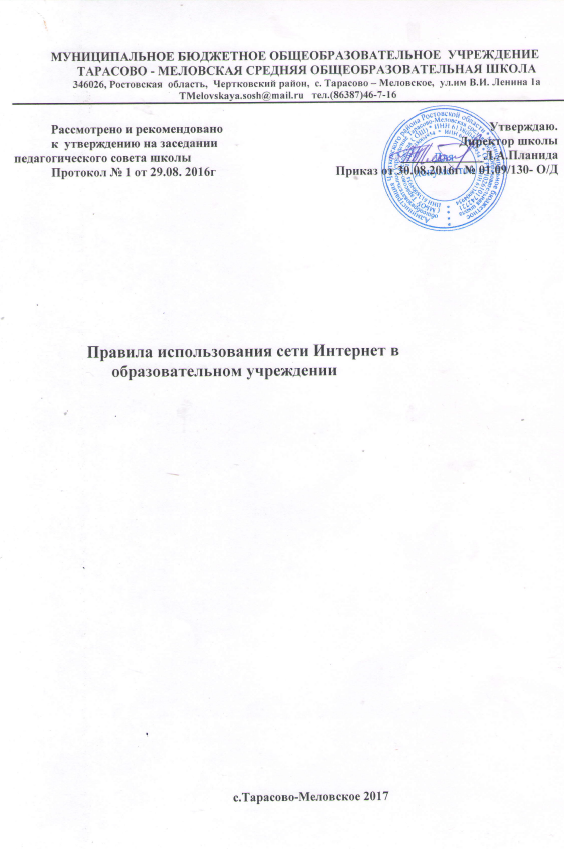 МУНИЦИПАЛЬНОЕ БЮДЖЕТНОЕ ОБЩЕОБРАЗОВАТЕЛЬНОЕ УЧРЕЖДЕНИЕ
ТАРАСОВО - МЕЛОВСКАЯ СРЕДНЯЯ ОБЩЕОБРАЗОВАТЕЛЬНАЯ ШКОЛА
346026, Ростовская область, Чертковский район, с. Тарасово – Меловское, ул.им В.И. Ленина 1а
TMelovskaya.sosh@mail.ru тел.(86387)46-7-16
Рассмотрено и рекомендовано
к утверждению на заседании
педагогического совета школы
Протокол № 1 от 29.08. 2016г
Утверждаю.
Директор школы
Л.А.Планида
Приказ от 30.08.2016г № 01.09/130- О/Д
Правила использования сети Интернет в
образовательном учреждении
с.Тарасово-Меловское 2017